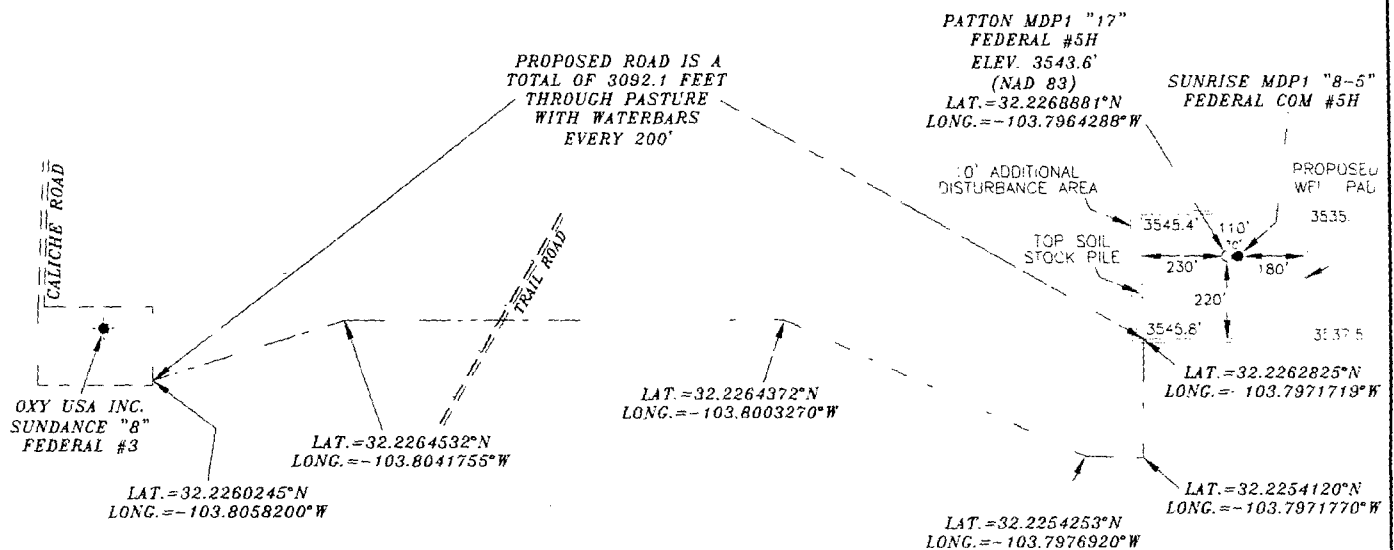 PATTON MDP1 "17"
FEDERAL #5H
ELEV. 3543.6'
(NAD 83)
LAT.=32.2268881°N
LONG.=-103.7964288°W
SUNRISE MDP1 "8-5"
FEDERAL COM #5H
PROPOSED ROAD IS A
TOTAL OF 3092.1 FEET
THROUGH PASTURE
WITH WATERBARS
EVERY 200'
CALICHE ROAD
TRAIL ROAD
ADDITIONAL
DISTURBANCE AREA
TOP SOIL
STOCK PILE
3545.4'
110'
230'
180'
220'
3545.8'
OXY USA INC.
SUNDANCE "8"
FEDERAL #3
LAT.=32.2260245°N
LONG.=-103.8058200°W
LAT.=32.2264532°N
LONG.=-103.8041755°W
LAT.=32.2264372°N
LONG.=-103.8003270°W
LAT.=32.2262825°N
LONG.=-103.7971719°W
LAT.=32.2254120°N
LONG.=-103.7971770°W
LAT.=32.2254253°N
LONG.=-103.7976920°W